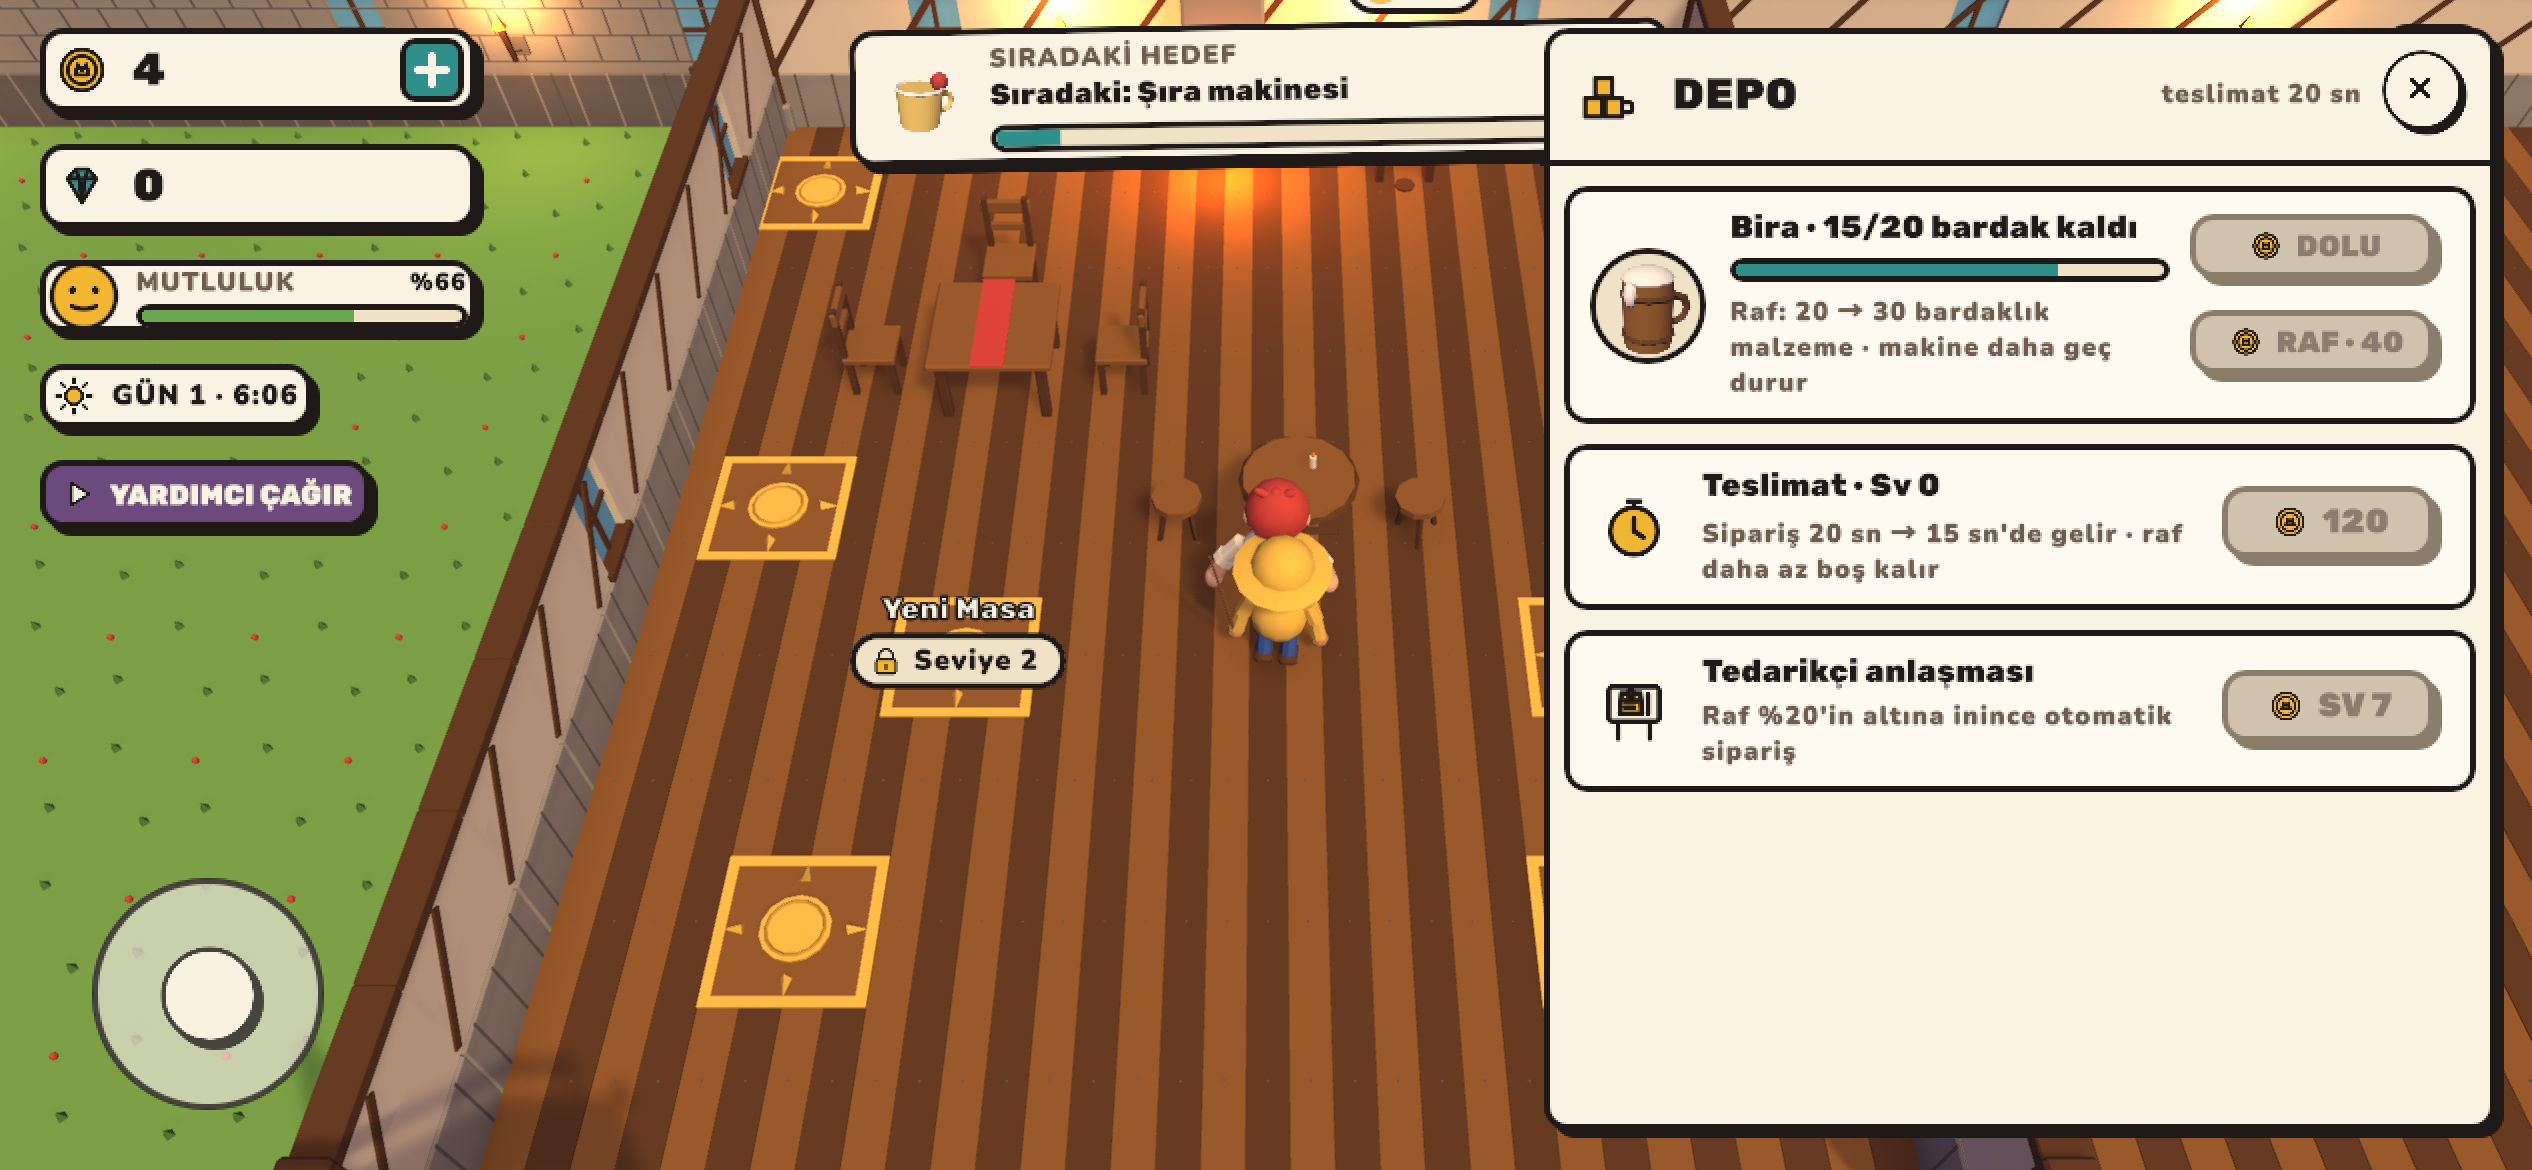 4
0
MUTLULUK %66
GÜN 1 · 6:06
YARDIMCI ÇAĞIR
SIRADAKİ HEDEF
Sıradaki: Şıra makinesi
Yeni Masa
Seviye 2
DEPO
teslimat 20 sn
Bira · 15/20 bardak kaldı
DOLU
Raf: 20 → 30 bardaklık
malzeme · makine daha geç
durur
RAF · 40
Teslimat · Sv 0
Sipariş 20 sn → 15 sn'de gelir · raf
daha az boş kalır
120
Tedarikçi anlaşması
Raf %20'in altına inince otomatik
sipariş
SV 7